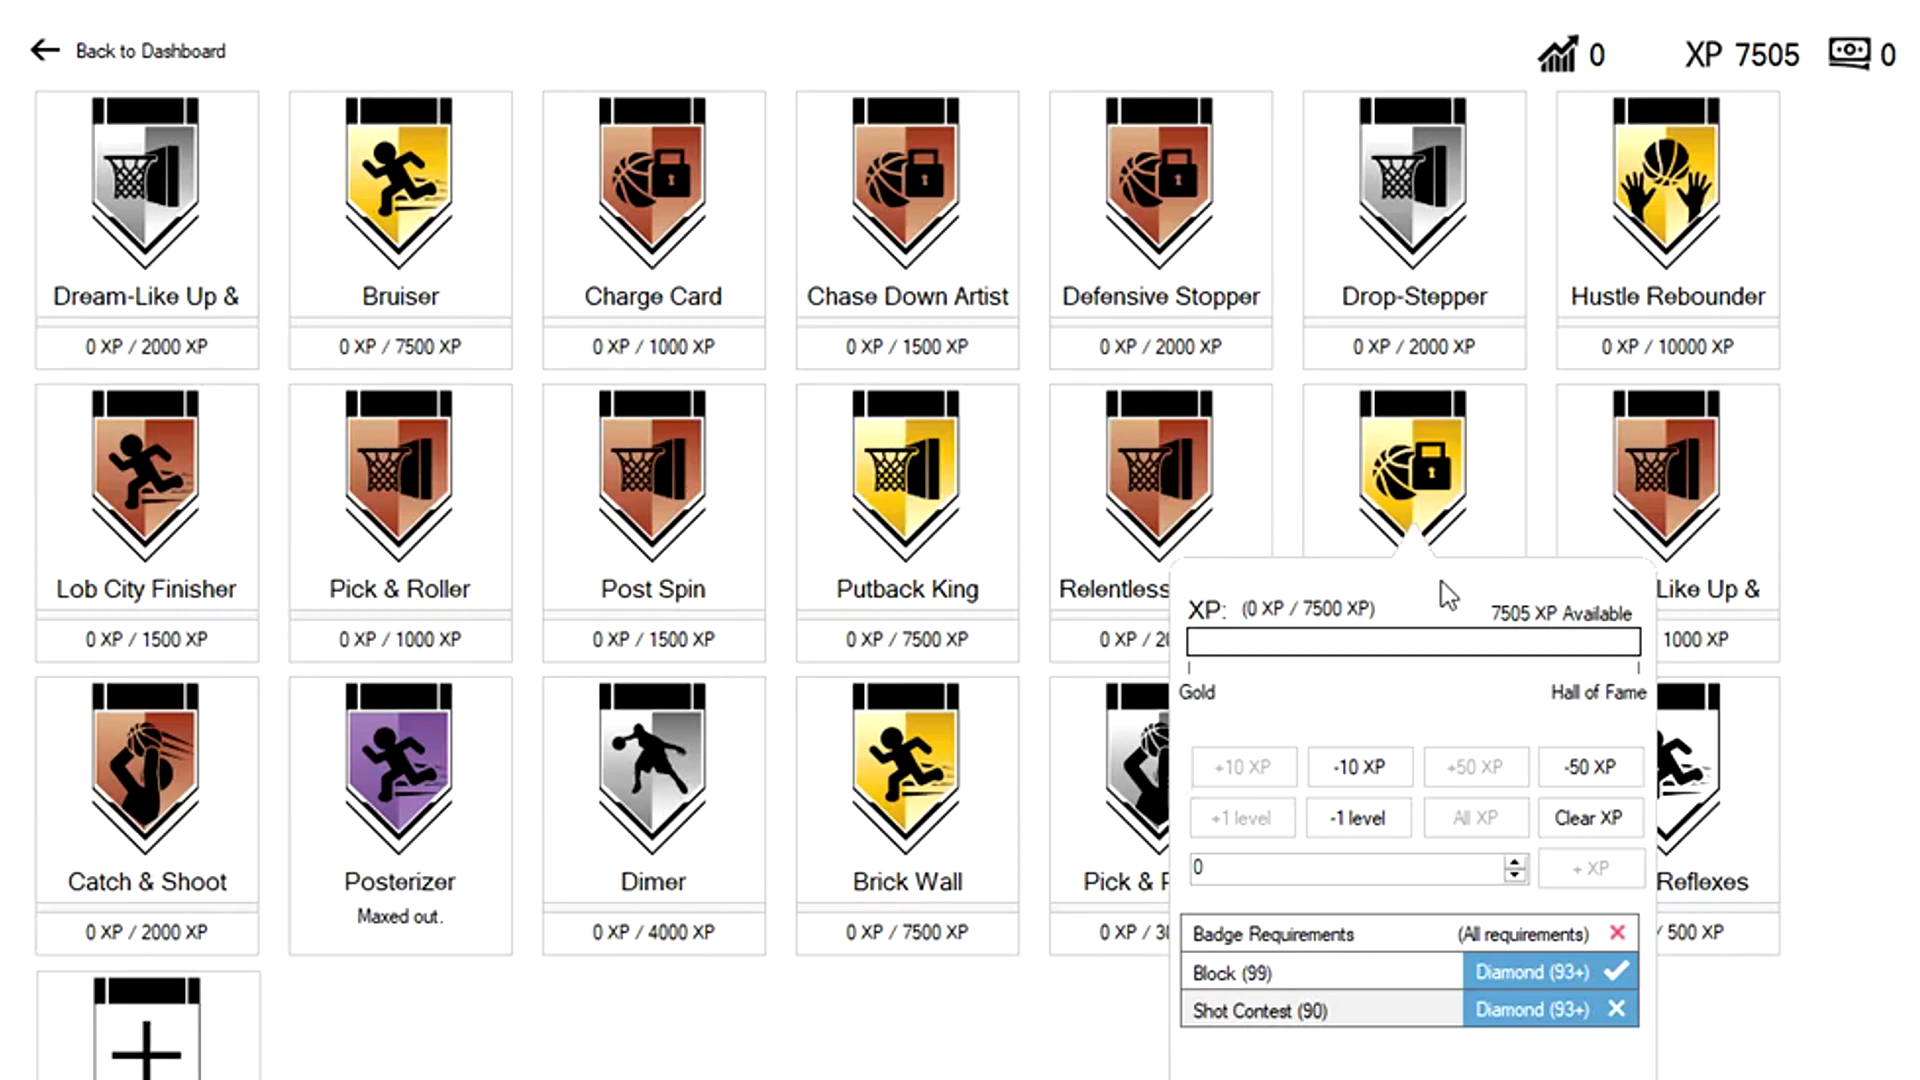 Back to Dashboard
0
XP 7505
0
Dream-Like Up &
0 XP / 2000 XP
Bruiser
0 XP / 7500 XP
Charge Card
0 XP / 1000 XP
Chase Down Artist
0 XP / 1500 XP
Defensive Stopper
0 XP / 2000 XP
Drop-Stepper
0 XP / 2000 XP
Hustle Rebounder
0 XP / 10000 XP
Lob City Finisher
0 XP / 1500 XP
Pick & Roller
0 XP / 1000 XP
Post Spin
0 XP / 1500 XP
Putback King
0 XP / 7500 XP
Relentless
0 XP / 20
Like Up &
1000 XP
XP: (0 XP / 7500 XP)
7505 XP Available
Gold
Hall of Fame
+10 XP
-10 XP
+50 XP
-50 XP
+1 level
-1 level
All XP
Clear XP
0
+ XP
Badge Requirements
(All requirements)
Block (99)
Diamond (93+)
Shot Contest (90)
Diamond (93+)
Catch & Shoot
0 XP / 2000 XP
Posterizer
Maxed out.
Dimer
0 XP / 4000 XP
Brick Wall
0 XP / 7500 XP
Pick &
0 XP / 30
Reflexes
/ 500 XP